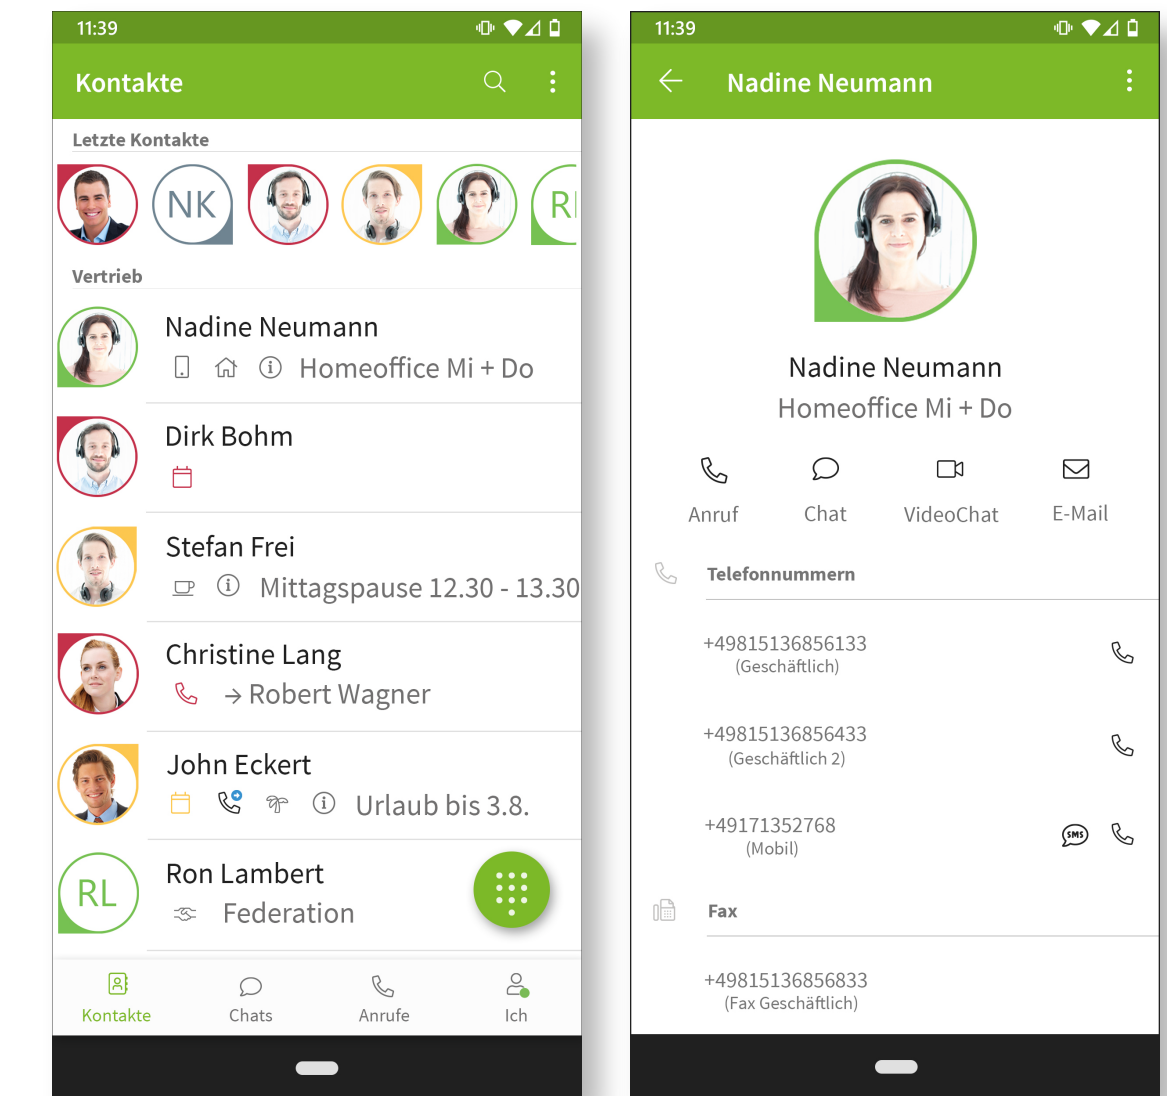 11:39
Kontakte
Letzte Kontakte
NK
Vertrieb
Nadine Neumann
Homeoffice Mi + Do
Dirk Bohm
Stefan Frei
Mittagspause 12.30 - 13.30
Christine Lang
→ Robert Wagner
John Eckert
Urlaub bis 3.8.
RL
Ron Lambert
Federation
Kontakte
Chats
Anrufe
Ich
11:39
Nadine Neumann
Nadine Neumann
Homeoffice Mi + Do
Anruf
Chat
VideoChat
E-Mail
Telefonnummern
+49815136856133
(Geschäftlich)
+49815136856433
(Geschäftlich 2)
+49171352768
SMS
(Mobil)
Fax
+49815136856833
(Fax Geschäftlich)